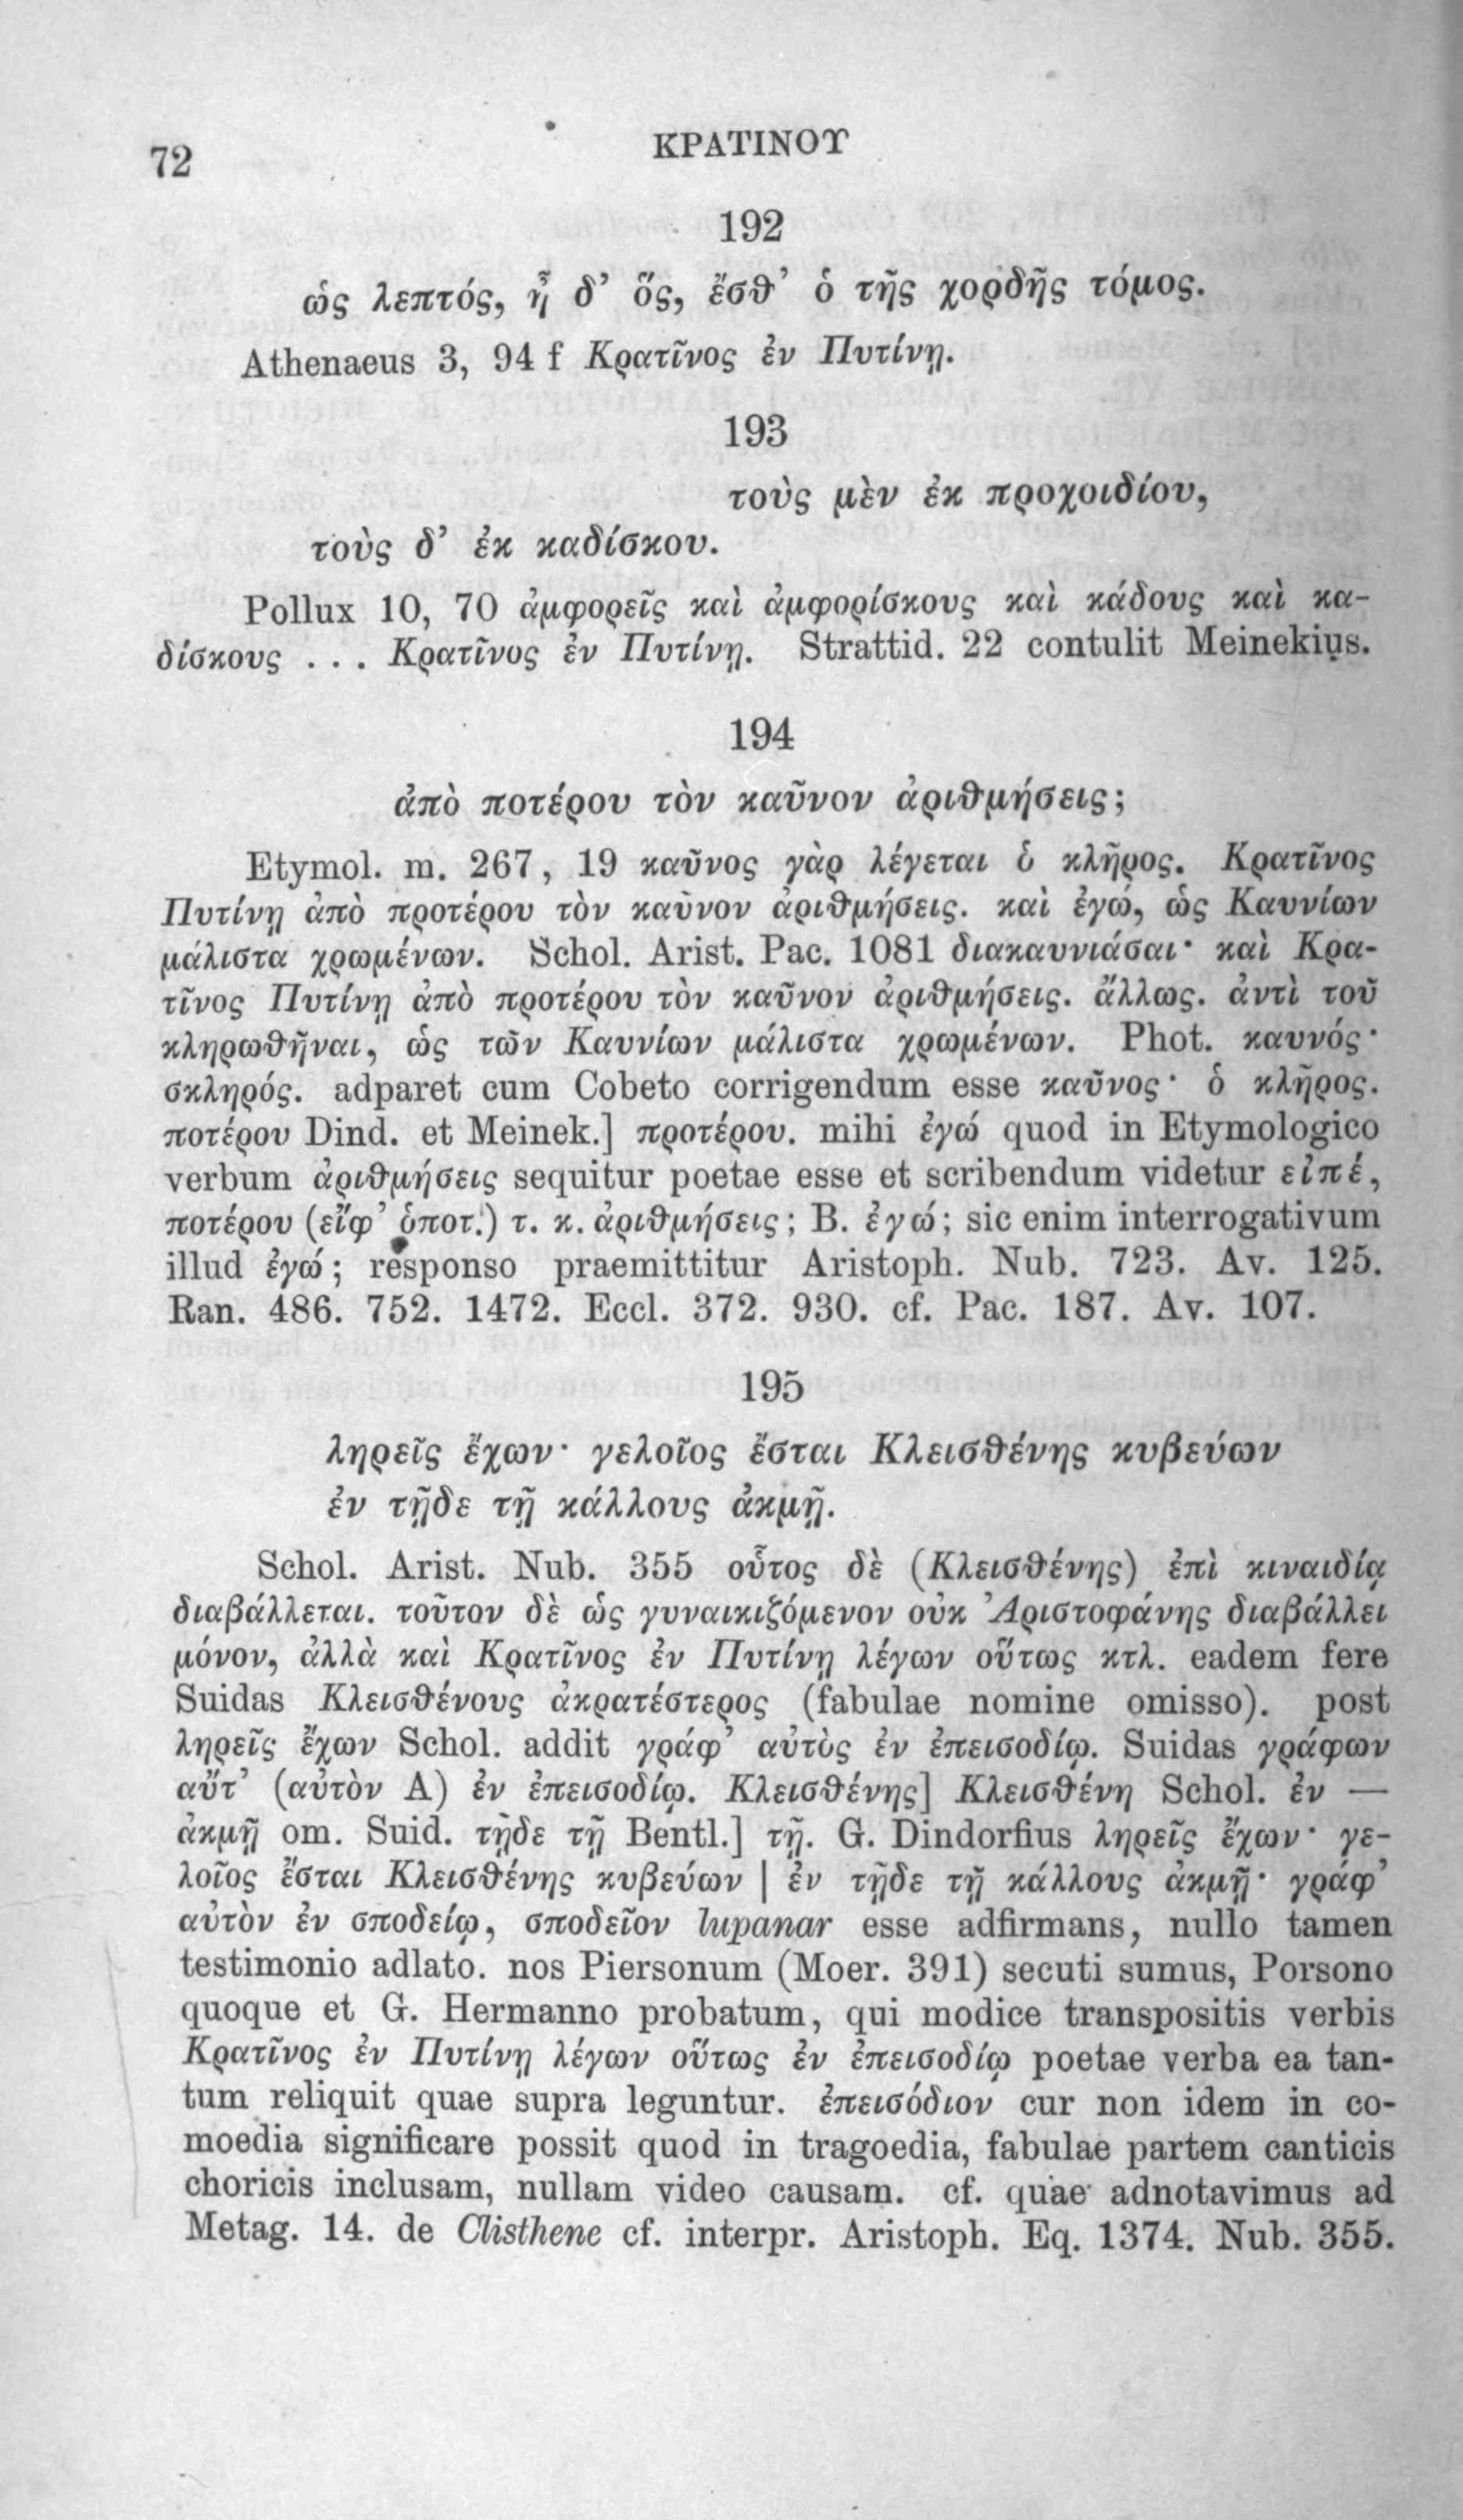 72
ΚΡΑΤΙΝΟΥ
192
ὡς λεπτός, ἦ δ’ ὅς, ἔσθ’ ὁ τῆς χορδῆς τόμος.
Athenaeus 3, 94 f Κρατῖνος ἐν Πυτίνῃ.
193
τοὺς μὲν ἐκ προχοιδίου,
τοὺς δ’ ἐκ καδίσκου.
Pollux 10, 70 ἀμφορεῖς καὶ ἀμφορίσκους καὶ κάδους καὶ κα-
δίσκους . . . Κρατῖνος ἐν Πυτίνῃ. Strattid. 22 contulit Meinekius.
194
ἀπὸ ποτέρου τὸν καῦνον ἀριθμήσεις;
Etymol. m. 267, 19 καῦνος γὰρ λέγεται ὁ κλῆρος. Κρατῖνος
Πυτίνῃ ἀπὸ προτέρου τὸν καῦνον ἀριθμήσεις. καὶ ἐγώ, ὡς Καυνίων
μάλιστα χρωμένων. Schol. Arist. Pac. 1081 διακαυνιάσαι· καὶ Κρα-
τῖνος Πυτίνῃ ἀπὸ προτέρου τὸν καῦνον ἀριθμήσεις. ἄλλως. ἀντὶ τοῦ
κληρωθῆναι, ὡς τῶν Καυνίων μάλιστα χρωμένων. Phot. καυνός·
σκληρός. adparet cum Cobeto corrigendum esse καῦνος· ὁ κλῆρος.
ποτέρου Dind. et Meinek.] προτέρου. mihi ἐγώ quod in Etymologico
verbum ἀριθμήσεις sequitur poetae esse et scribendum videtur εἰπέ,
ποτέρου (εἴφ’ ὁποτ.) τ. κ. ἀριθμήσεις; B. ἐγώ; sic enim interrogativum
illud ἐγώ; responso praemittitur Aristoph. Nub. 723. Av. 125.
Ran. 486. 752. 1472. Eccl. 372. 930. cf. Pac. 187. Av. 107.
195
ληρεῖς ἔχων· γελοῖος ἔσται Κλεισθένης κυβεύων
ἐν τῇδε τῇ κάλλους ἀκμῇ.
Schol. Arist. Nub. 355 οὗτος δὲ (Κλεισθένης) ἐπὶ κιναιδίᾳ
διαβάλλεται. τοῦτον δὲ ὡς γυναικιζόμενον οὐκ Ἀριστοφάνης διαβάλλει
μόνον, ἀλλὰ καὶ Κρατῖνος ἐν Πυτίνῃ λέγων οὕτως κτλ. eadem fere
Suidas Κλεισθένους ἀκρατέστερος (fabulae nomine omisso). post
ληρεῖς ἔχων Schol. addit γράφ’ αὐτὸς ἐν ἐπεισοδίῳ. Suidas γράφων
αὔτ’ (αὐτὸν A) ἐν ἐπεισοδίῳ. Κλεισθένης] Κλεισθένη Schol. ἐν —
ἀκμῇ om. Suid. τῇδε τῇ Bentl.] τῇ. G. Dindorfius ληρεῖς ἔχων· γε-
λοῖος ἔσται Κλεισθένης κυβεύων | ἐν τῇδε τῇ κάλλους ἀκμῇ· γράφ’
αὐτὸν ἐν σποδείῳ, σποδεῖον lupanar esse adfirmans, nullo tamen
testimonio adlato. nos Piersonum (Moer. 391) secuti sumus, Porsono
quoque et G. Hermanno probatum, qui modice transpositis verbis
Κρατῖνος ἐν Πυτίνῃ λέγων οὕτως ἐν ἐπεισοδίῳ poetae verba ea tan-
tum reliquit quae supra leguntur. ἐπεισόδιον cur non idem in co-
moedia significare possit quod in tragoedia, fabulae partem canticis
choricis inclusam, nullam video causam. cf. quae adnotavimus ad
Metag. 14. de Clisthene cf. interpr. Aristoph. Eq. 1374. Nub. 355.